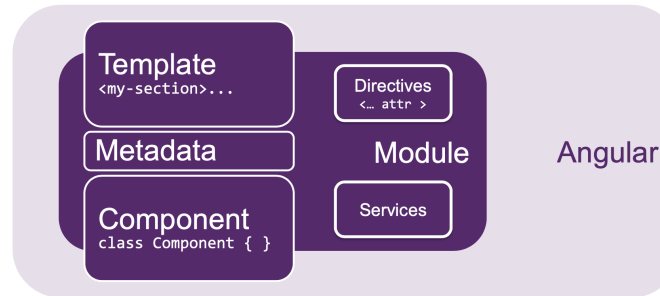 Template
<my-section>...
Metadata
Component
class Component { }
Directives
<… attr >
Module
Services
Angular